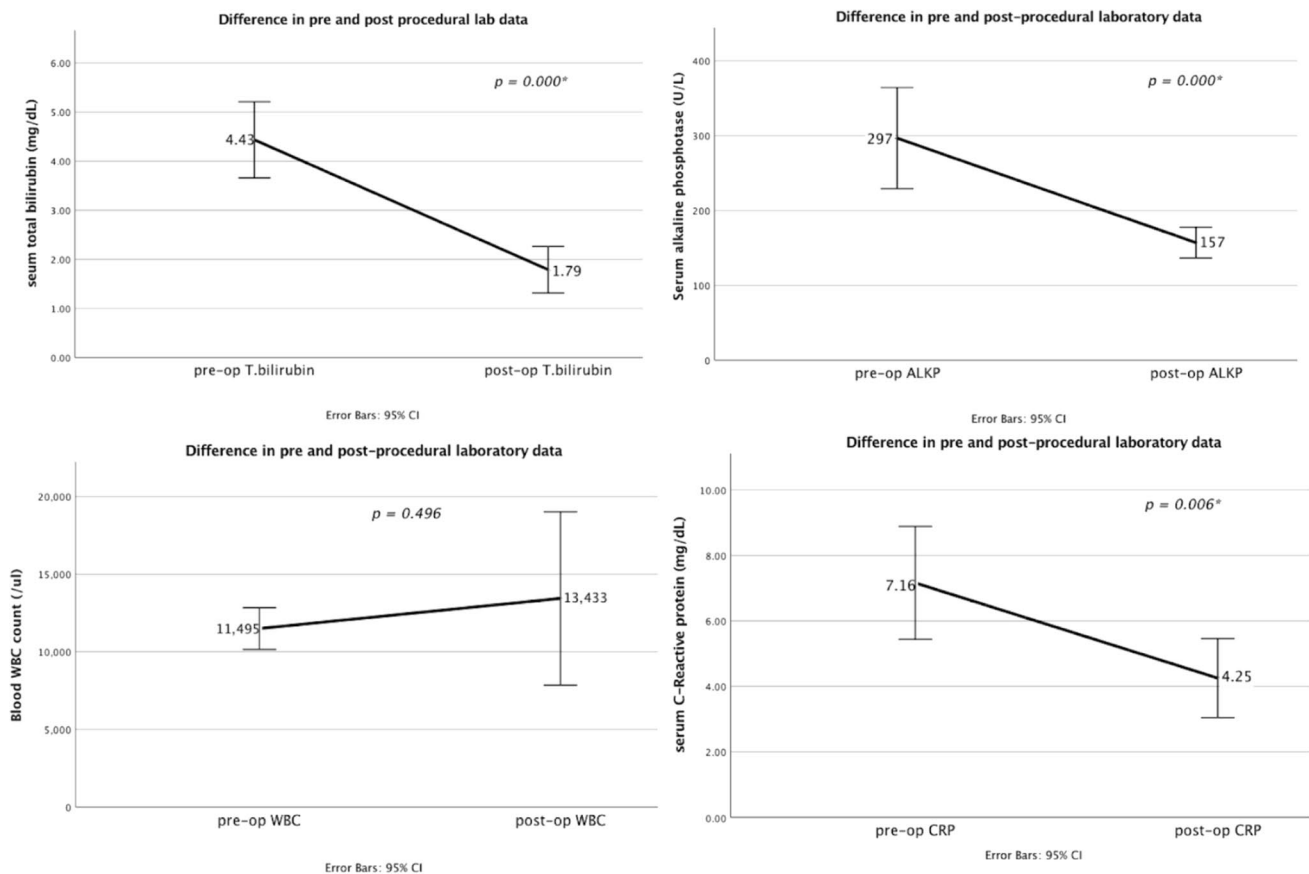 Difference in pre and post procedural lab data
seum total bilirubin (mg/dL)
6.00
5.00
4.00
3.00
2.00
1.00
0.00
p = 0.000*
4.43
1.79
pre-op T.bilirubin
post-op T.bilirubin
Error Bars: 95% CI
Difference in pre and post-procedural laboratory data
Serum alkaline phosphotase (U/L)
400
300
200
100
0
p = 0.000*
297
157
pre-op ALKP
post-op ALKP
Error Bars: 95% CI
Difference in pre and post-procedural laboratory data
Blood WBC count (/ul)
20,000
15,000
10,000
5,000
0
p = 0.496
11,495
13,433
pre-op WBC
post-op WBC
Error Bars: 95% CI
Difference in pre and post-procedural laboratory data
serum C-Reactive protein (mg/dL)
10.00
8.00
6.00
4.00
2.00
0.00
p = 0.006*
7.16
4.25
pre-op CRP
post-op CRP
Error Bars: 95% CI